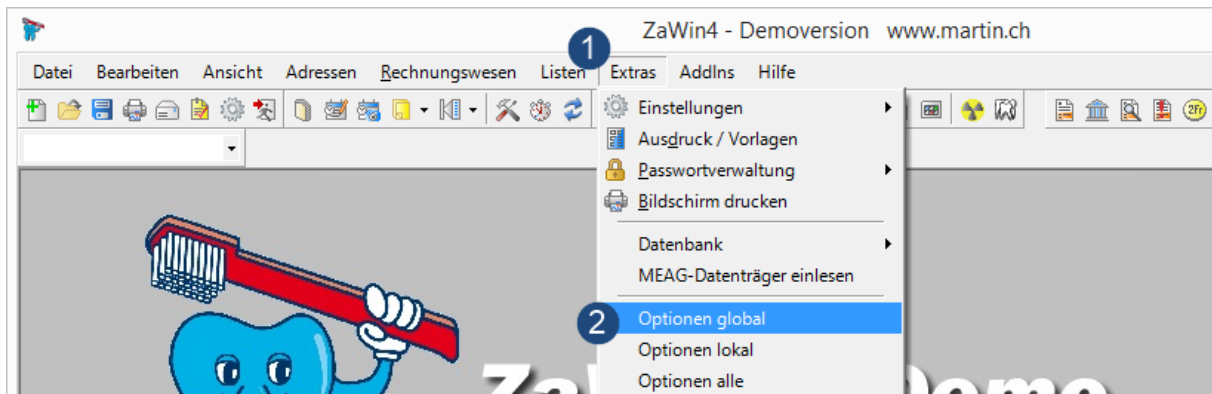 ZaWin4 - Demoversion www.martin.ch
1
Datei Bearbeiten Ansicht Adressen Rechnungswesen Listen Extras AddIns Hilfe
2Fr
Einstellungen
Ausdruck / Vorlagen
Passwortverwaltung
Bildschirm drucken
Datenbank
MEAG-Datenträger einlesen
2 Optionen global
Optionen lokal
Optionen alle